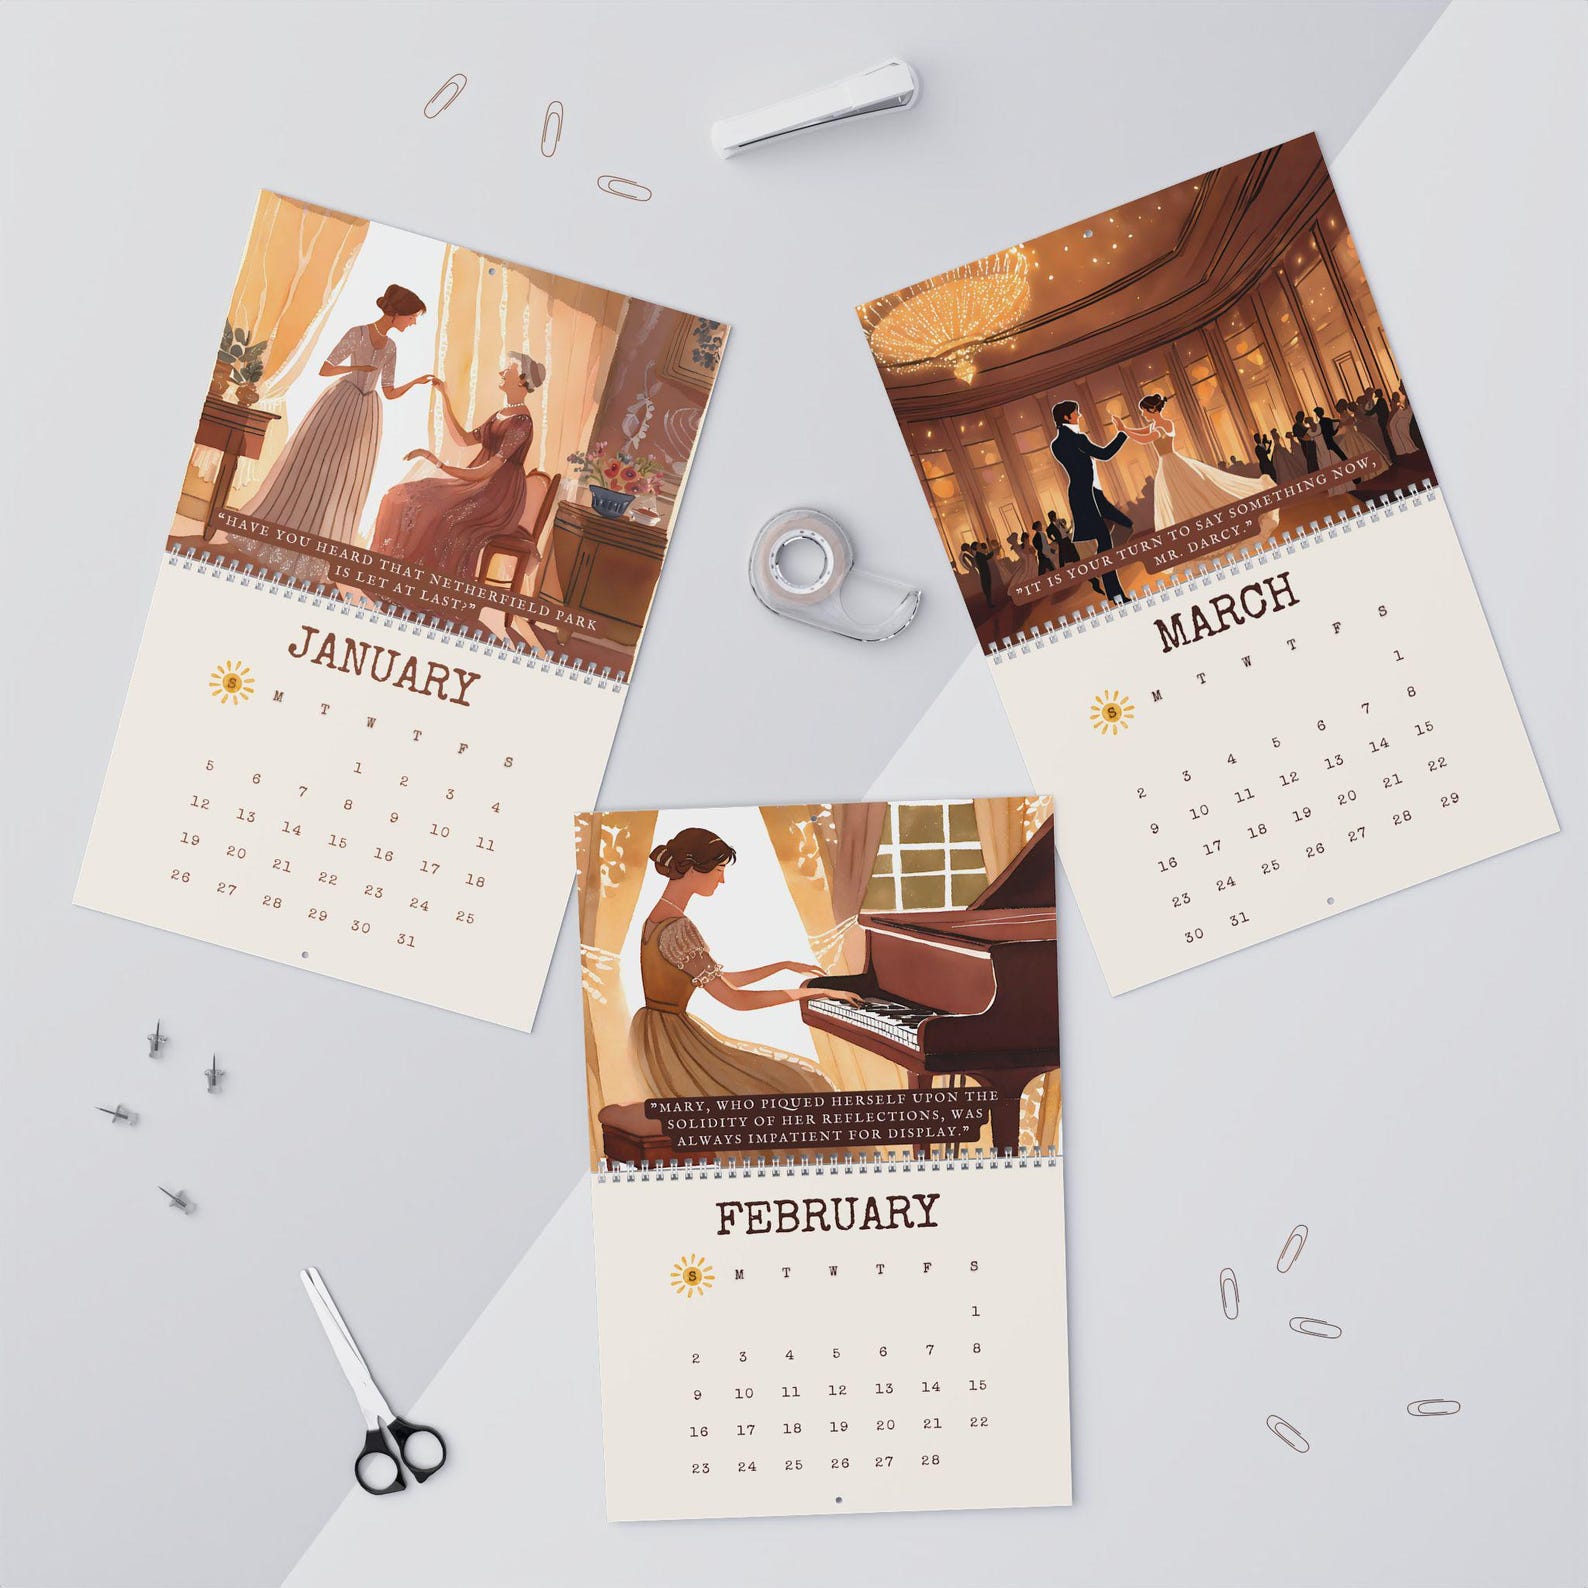 “HAVE YOU HEARD THAT NETHERFIELD PARK
IS LET AT LAST?”
JANUARY
S M T W T F S
1 2 3 4
5 6 7 8 9 10 11
12 13 14 15 16 17 18
19 20 21 22 23 24 25
26 27 28 29 30 31
”IT IS YOUR TURN TO SAY SOMETHING NOW,
MR. DARCY.”
MARCH
S M T W T F S
1
2 3 4 5 6 7 8
9 10 11 12 13 14 15
16 17 18 19 20 21 22
23 24 25 26 27 28 29
30 31
”MARY, WHO PIQUED HERSELF UPON THE
SOLIDITY OF HER REFLECTIONS, WAS
ALWAYS IMPATIENT FOR DISPLAY.”
FEBRUARY
S M T W T F S
1
2 3 4 5 6 7 8
9 10 11 12 13 14 15
16 17 18 19 20 21 22
23 24 25 26 27 28